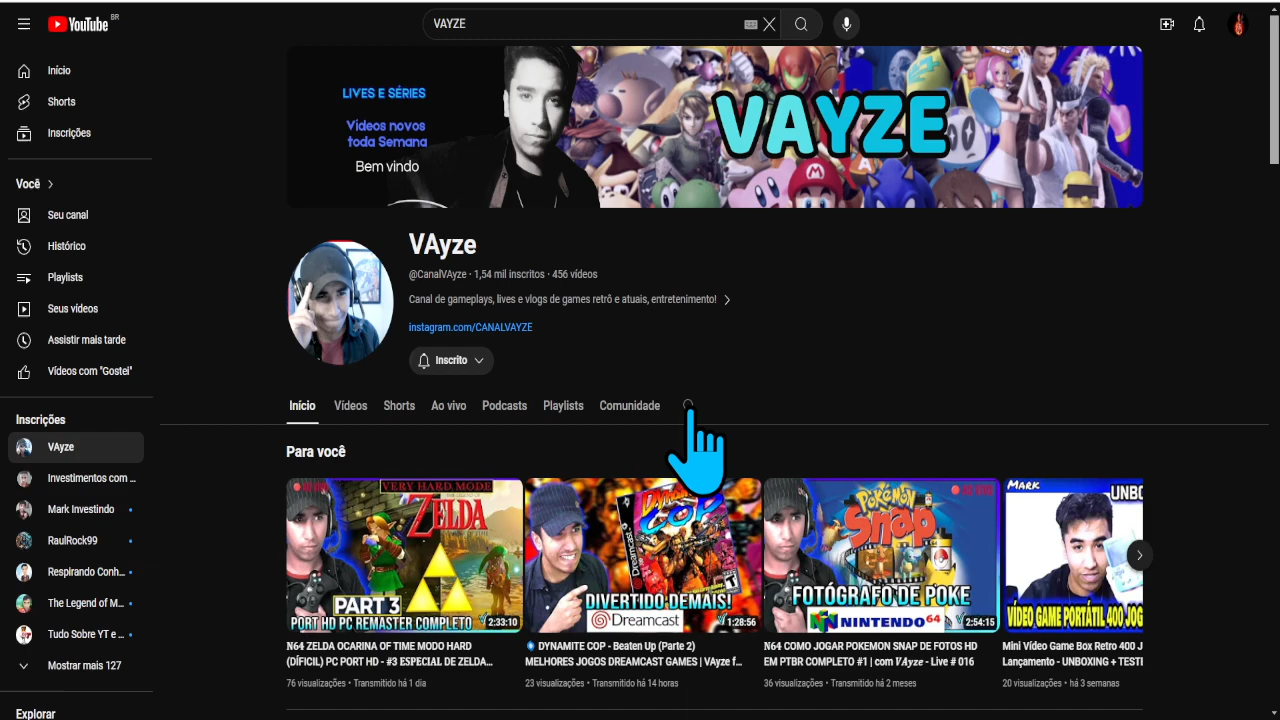 YouTube BR
VAYZE
Início
Shorts
Inscrições
Você
Seu canal
Histórico
Playlists
Seus vídeos
Assistir mais tarde
Vídeos com "Gostei"
Inscrições
VAyze
Investimentos com ...
Mark Investindo
RaulRock99
Respirando Conh...
The Legend of M...
Tudo Sobre YT e ...
Mostrar mais 127
Explorar
LIVES E SÉRIES
Vídeos novos
toda Semana
Bem vindo
VAYZE
VAyze
@CanalVAyze · 1,54 mil inscritos · 456 vídeos
Canal de gameplays, lives e vlogs de games retrô e atuais, entretenimento!
instagram.com/CANALVAYZE
Inscrito
Início Vídeos Shorts Ao vivo Podcasts Playlists Comunidade
Para você
VERY HARD MODE
THE LEGEND OF
ZELDA
PART 3
PORT HD PC REMASTER COMPLETO
2:33:10
N64 ZELDA OCARINA OF TIME MODO HARD
(DÍFICIL) PC PORT HD - #3 ESPECIAL DE ZELDA...
76 visualizações • Transmitido há 1 dia
COP
Dreamcast
DIVERTIDO DEMAIS!
Dreamcast
1:28:56
DYNAMITE COP - Beaten Up (Parte 2)
MELHORES JOGOS DREAMCAST GAMES | VAyze f...
23 visualizações • Transmitido há 14 horas
POKéMON
Snap
FOTÓGRAFO DE POKE
NINTENDO 64
2:54:15
N64 COMO JOGAR POKEMON SNAP DE FOTOS HD
EM PTBR COMPLETO #1 | com VAyze - Live # 016
36 visualizações • Transmitido há 2 meses
MARK
UNBO
VÍDEO GAME PORTÁTIL 400 JOG
Mini Video Game Box Retro 400 J
Lançamento - UNBOXING + TESTE
20 visualizações • há 3 semanas